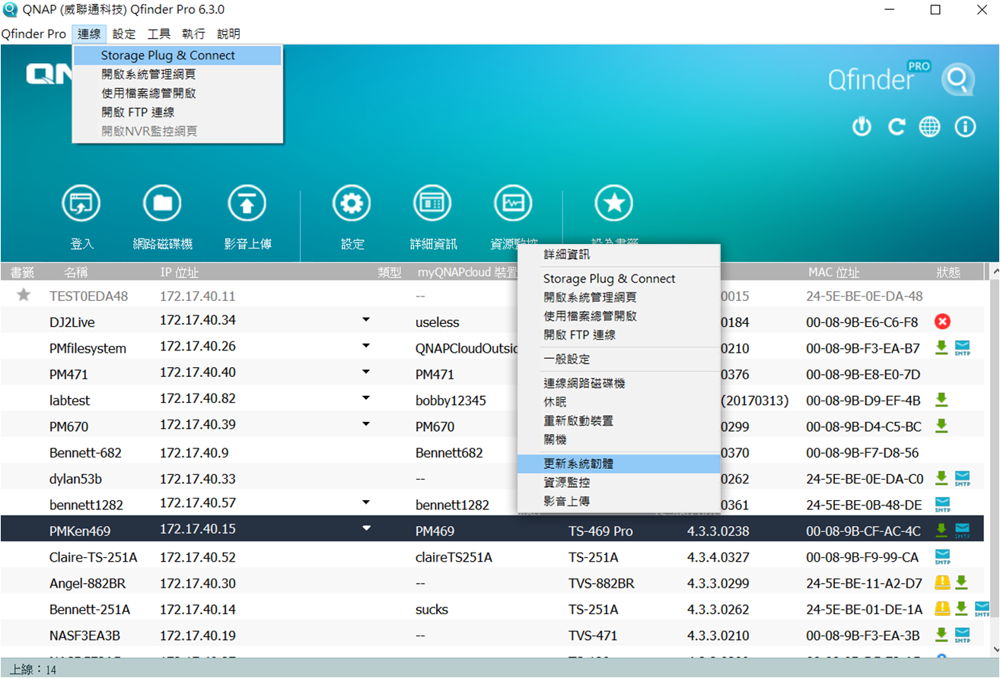 QNAP (威聯通科技) Qfinder Pro 6.3.0
Qfinder Pro 連線 設定 工具 執行 說明
Storage Plug & Connect
開啟系統管理網頁
使用檔案總管開啟
開啟 FTP 連線
開啟NVR監控網頁
QN
Qfinder PRO
登入 網路磁碟機 影音上傳 設定 詳細資訊 資源監控 設為書籤
詳細資訊
Storage Plug & Connect
開啟系統管理網頁
使用檔案總管開啟
開啟 FTP 連線
一般設定
連線網路磁碟機
休眠
重新啟動裝置
關機
更新系統韌體
資源監控
影音上傳
書籤 名稱 IP 位址 類型 myQNAPcloud 裝置 MAC 位址 狀態
TEST0EDA48 172.17.40.11 -- 0015 24-5E-BE-0E-DA-48
DJ2Live 172.17.40.34 useless 0184 00-08-9B-E6-C6-F8
PMfilesystem 172.17.40.26 QNAPCloudOutsid 0210 00-08-9B-F3-EA-B7 SMTP
PM471 172.17.40.40 PM471 0376 00-08-9B-E8-E0-7D
labtest 172.17.40.82 bobby12345 (20170313) 00-08-9B-D9-EF-4B
PM670 172.17.40.39 PM670 0299 00-08-9B-D4-C5-BC
Bennett-682 172.17.40.9 Bennett682 0370 00-08-9B-F7-D8-56
dylan53b 172.17.40.33 -- 0262 24-5E-BE-0E-DA-C0 SMTP
bennett1282 172.17.40.57 bennett1282 0361 24-5E-BE-0B-48-DE SMTP
PMKen469 172.17.40.15 PM469 TS-469 Pro 4.3.3.0238 00-08-9B-CF-AC-4C SMTP
Claire-TS-251A 172.17.40.52 claireTS251A TS-251A 4.3.4.0327 00-08-9B-F9-99-CA SMTP
Angel-882BR 172.17.40.30 -- TVS-882BR 4.3.3.0299 24-5E-BE-11-A2-D7
Bennett-251A 172.17.40.14 sucks TS-251A 4.3.3.0262 24-5E-BE-01-DE-1A SMTP
NASF3EA3B 172.17.40.19 -- TVS-471 4.3.3.0210 00-08-9B-F3-EA-3B SMTP
上線：14